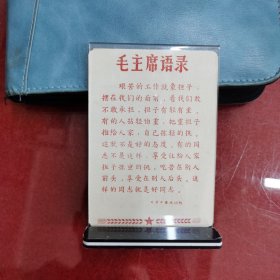 毛主席语录
艰苦的工作就象担子，
摆在我们的面前，看我们敢
不敢承担。担子有轻有重。
有的人拈轻怕重，把重担子
推给人家，自己拣轻的挑。
这就不是好的态度。有的同
志不是这样，享受让给人家，
担子拣重的挑，吃苦在别人
前头，享受在别人后头。这
样的同志就是好同志。